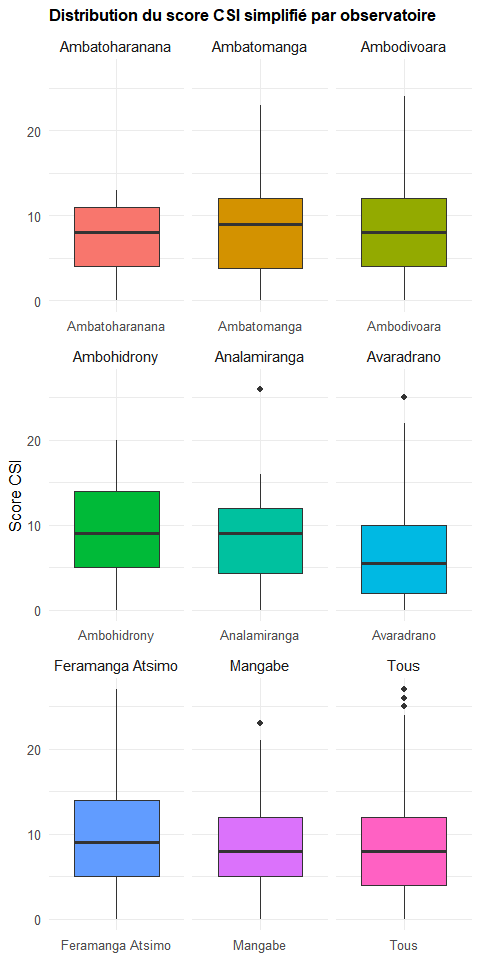 Distribution du score CSI simplifié par observatoire
Ambatoharanana Ambatomanga Ambodivoara
20
10
0
Ambatoharanana Ambatomanga Ambodivoara
Ambohidrony Analamiranga Avaradrano
20
10
0
Score CSI
Ambohidrony Analamiranga Avaradrano
Feramanga Atsimo Mangabe Tous
20
10
0
Feramanga Atsimo Mangabe Tous